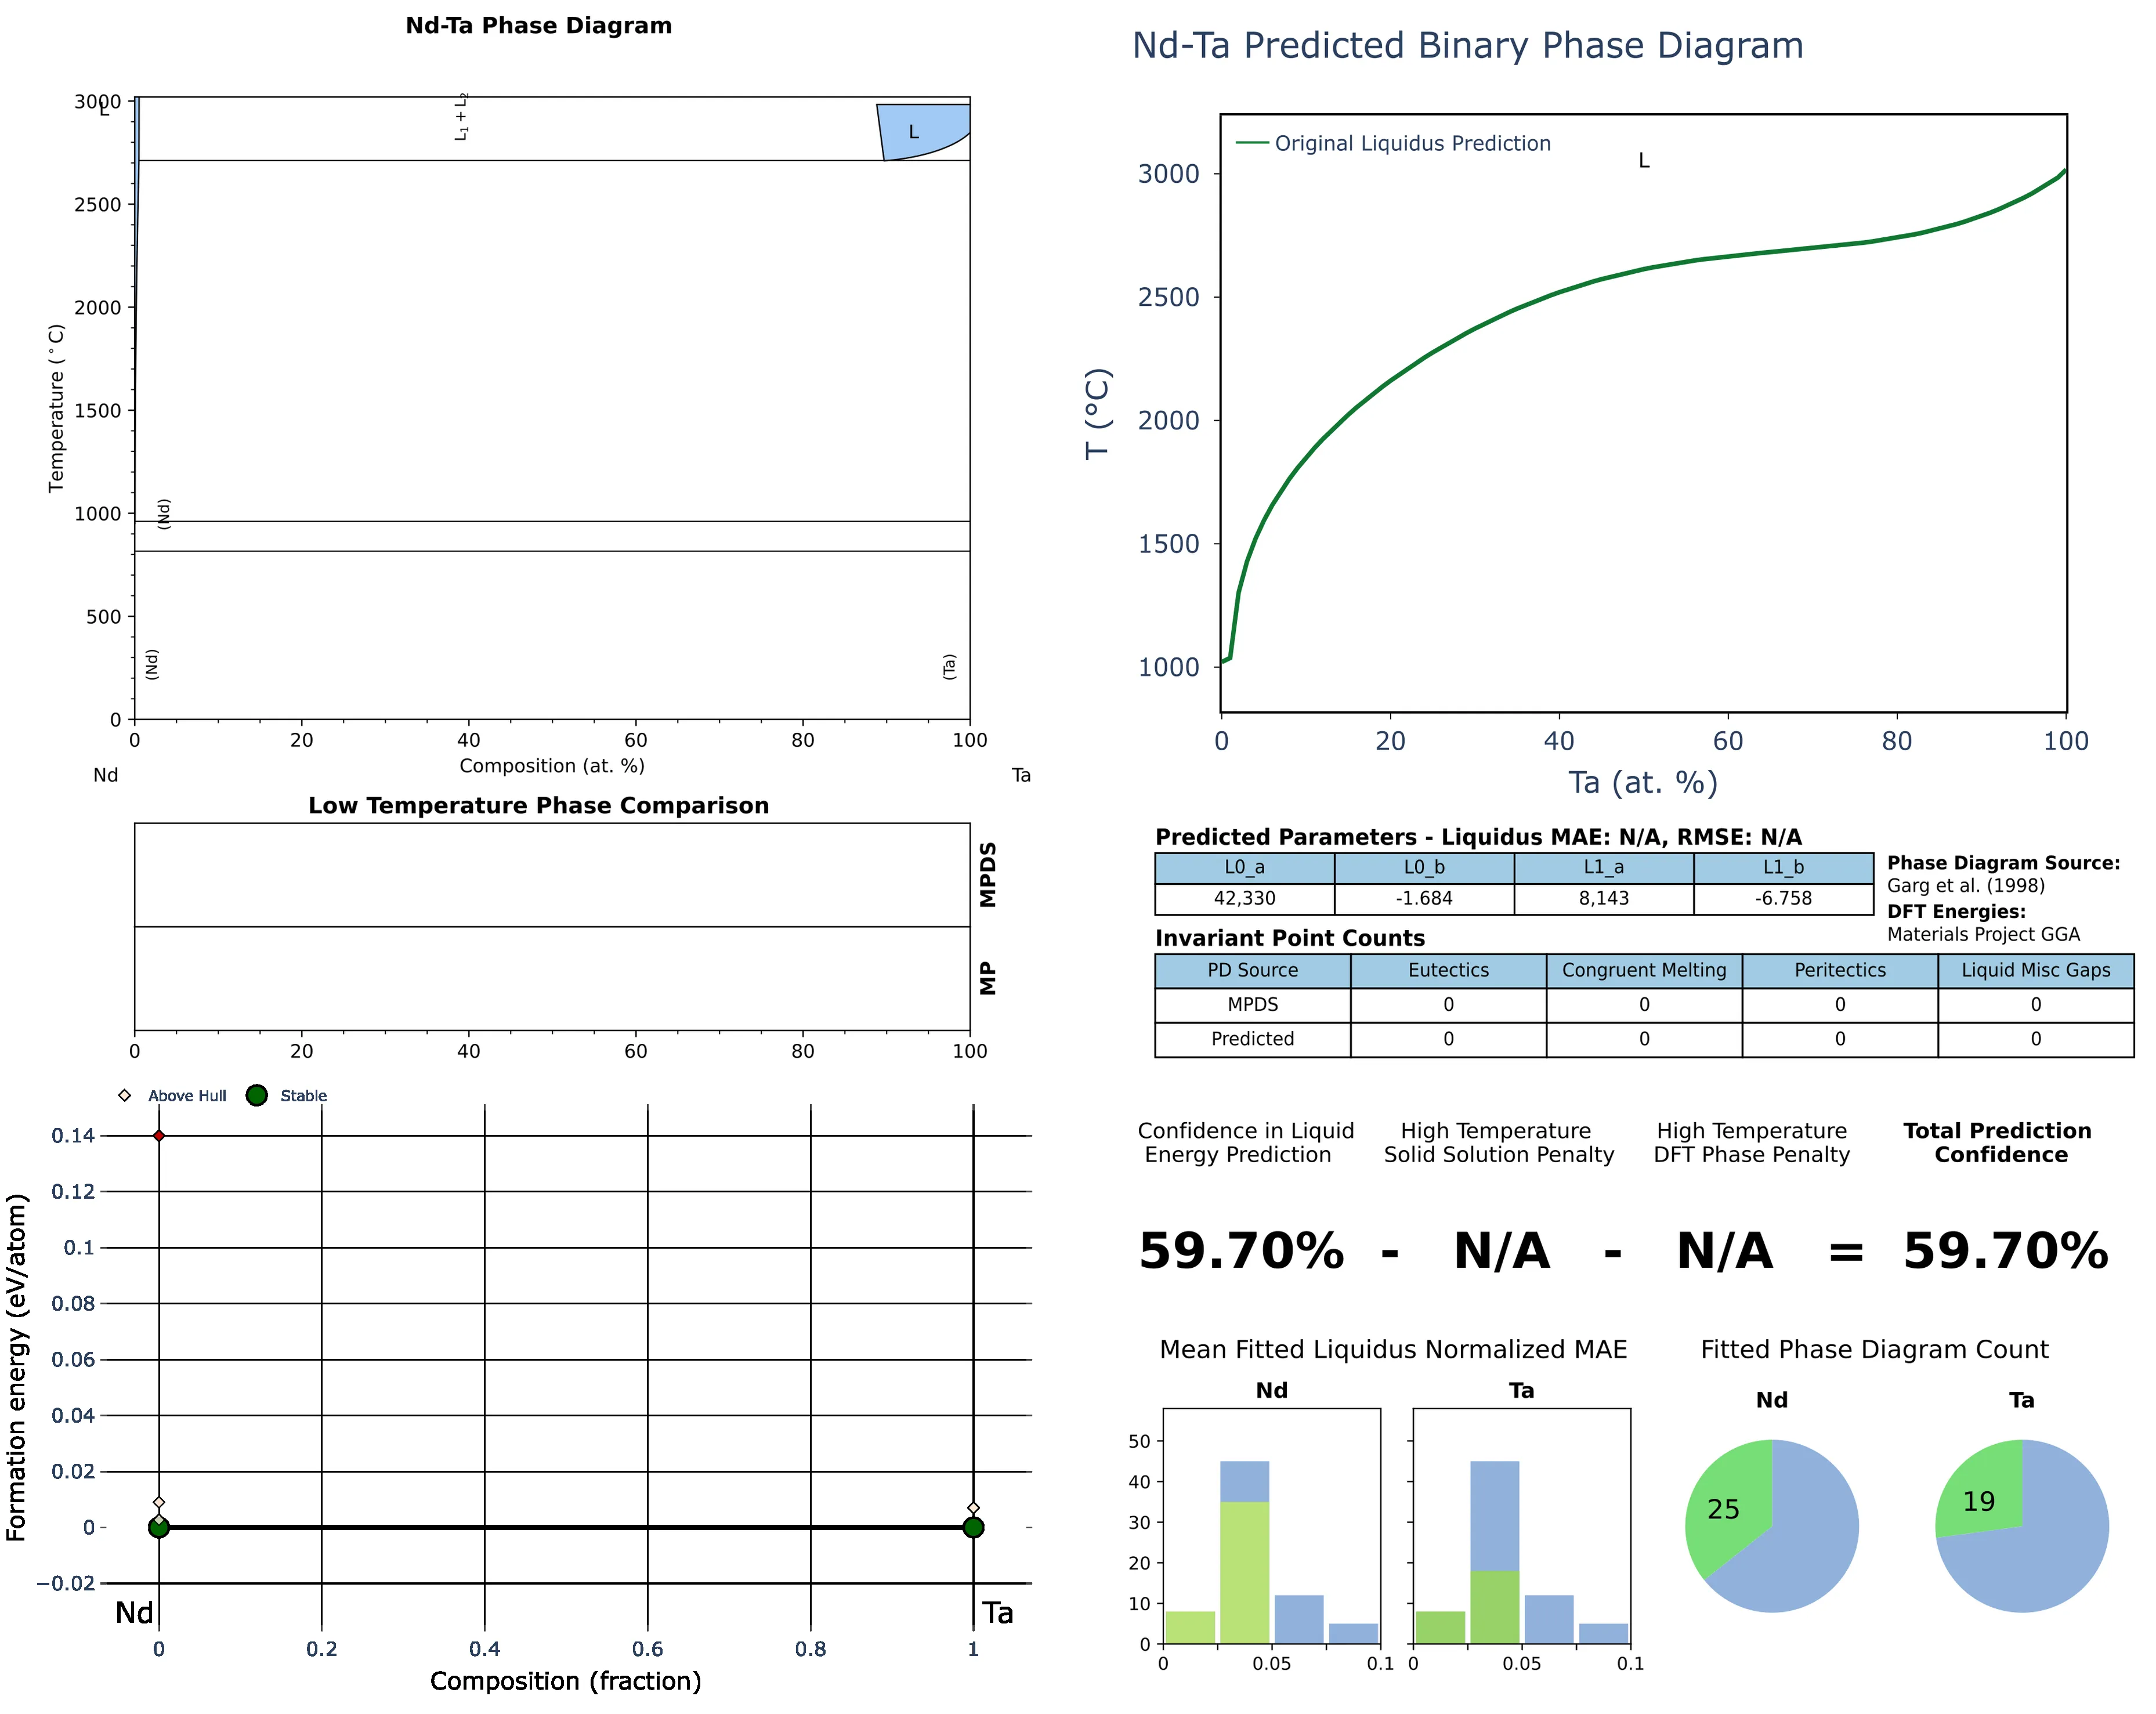 Nd-Ta Phase Diagram
3000
2500
2000
1500
1000
500
0
Temperature (°C)
L
L₁ + L₂
L
(Nd)
(Nd)
(Ta)
0 20 40 60 80 100
Composition (at. %)
Nd Ta
Low Temperature Phase Comparison
MPDS
MP
0 20 40 60 80 100
Above Hull Stable
0.14
0.12
0.1
0.08
0.06
0.04
0.02
0
−0.02
Formation energy (eV/atom)
Nd Ta
0 0.2 0.4 0.6 0.8 1
Composition (fraction)
Nd-Ta Predicted Binary Phase Diagram
Original Liquidus Prediction
L
3000
2500
2000
1500
1000
T (°C)
0 20 40 60 80 100
Ta (at. %)
Predicted Parameters - Liquidus MAE: N/A, RMSE: N/A
L0_a L0_b L1_a L1_b
42,330 -1.684 8,143 -6.758
Phase Diagram Source:
Garg et al. (1998)
DFT Energies:
Materials Project GGA
Invariant Point Counts
PD Source Eutectics Congruent Melting Peritectics Liquid Misc Gaps
MPDS 0 0 0 0
Predicted 0 0 0 0
Confidence in Liquid
Energy Prediction
High Temperature
Solid Solution Penalty
High Temperature
DFT Phase Penalty
Total Prediction
Confidence
59.70% - N/A - N/A = 59.70%
Mean Fitted Liquidus Normalized MAE
Nd Ta
50
40
30
20
10
0
0 0.05 0.1 0 0.05 0.1
Fitted Phase Diagram Count
Nd Ta
25 19